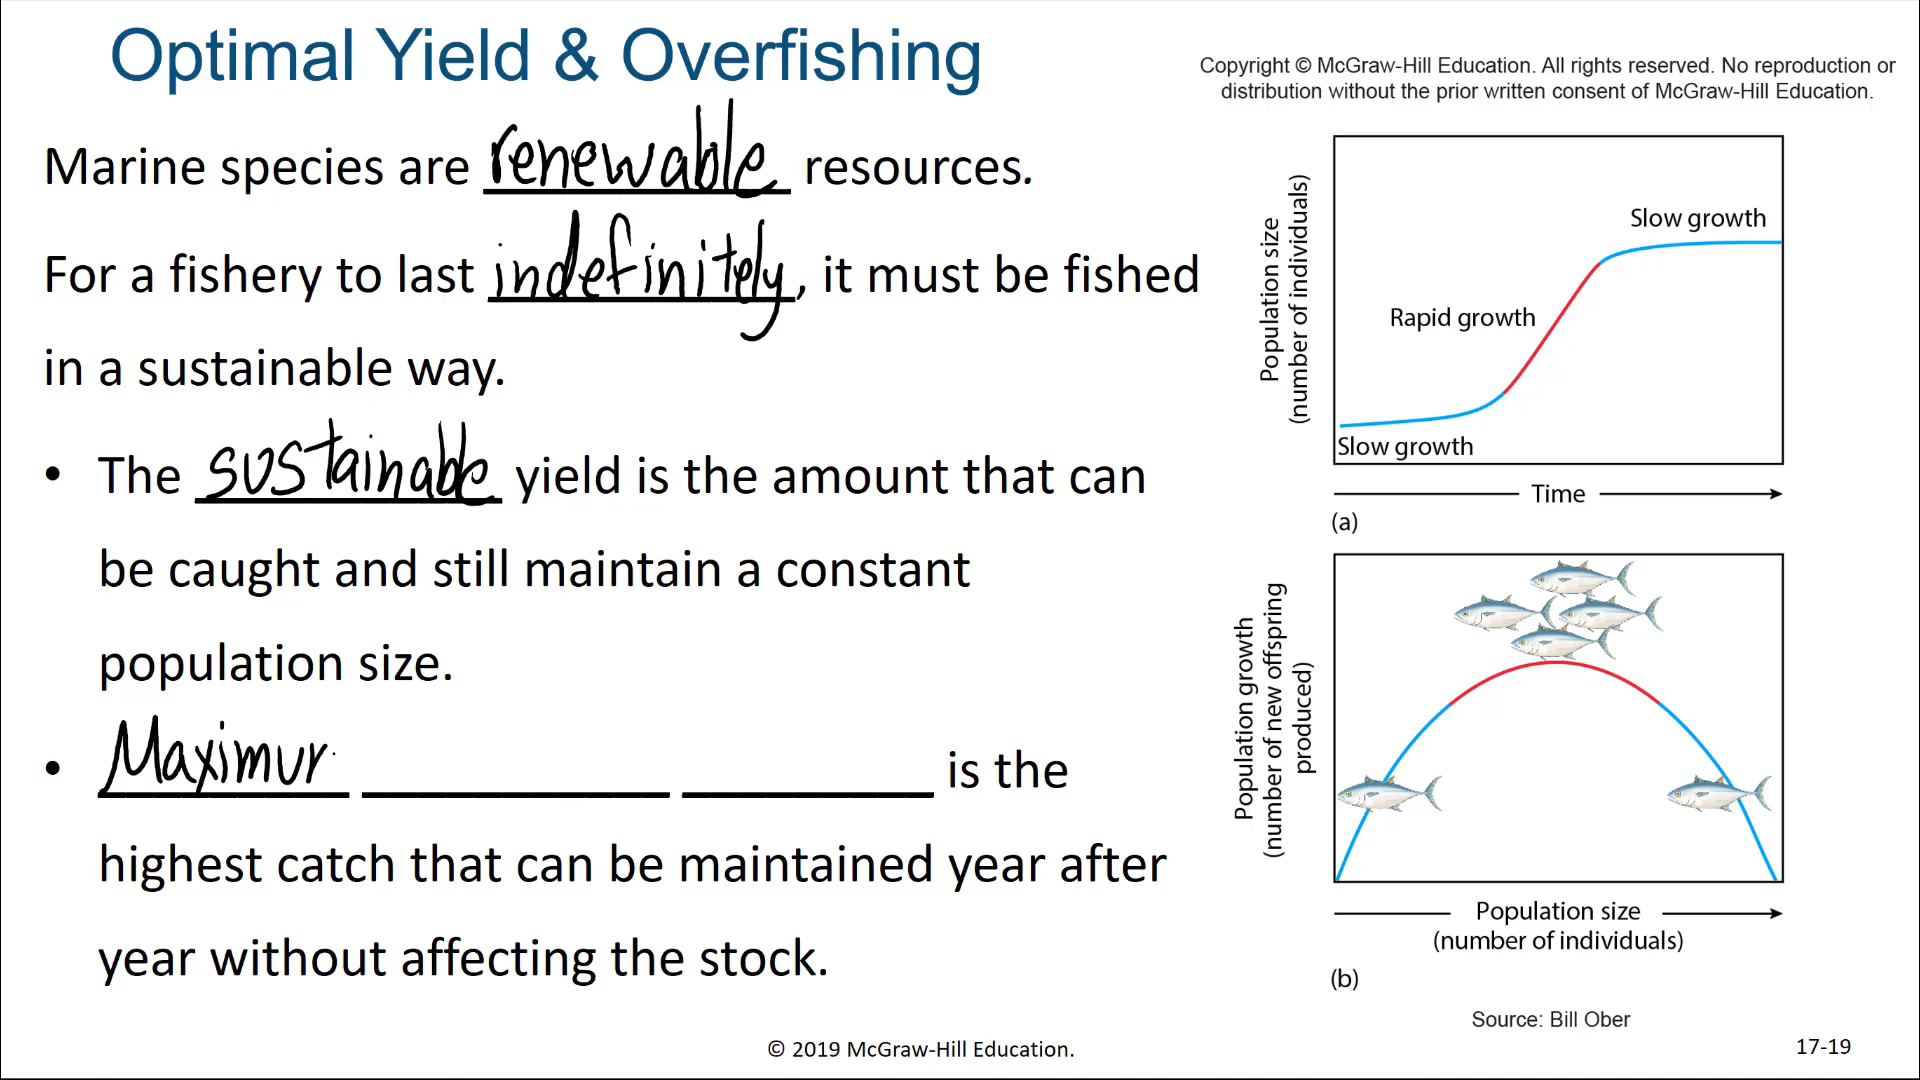 Optimal Yield & Overfishing
Copyright © McGraw-Hill Education. All rights reserved. No reproduction or
distribution without the prior written consent of McGraw-Hill Education.
Marine species are renewable resources.
For a fishery to last indefinitely, it must be fished
in a sustainable way.
• The sustainable yield is the amount that can
be caught and still maintain a constant
population size.
• Maximur is the
highest catch that can be maintained year after
year without affecting the stock.
Population size
(number of individuals)
Slow growth
Rapid growth
Slow growth
Time
(a)
Population growth
(number of new offspring
produced)
Population size
(number of individuals)
(b)
Source: Bill Ober
© 2019 McGraw-Hill Education.
17-19